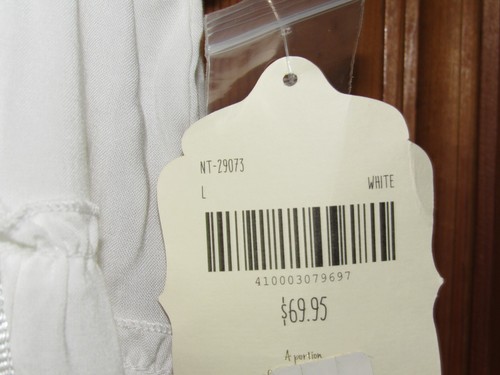 NT-29073
L WHITE
410003079697
$69.95
A portion